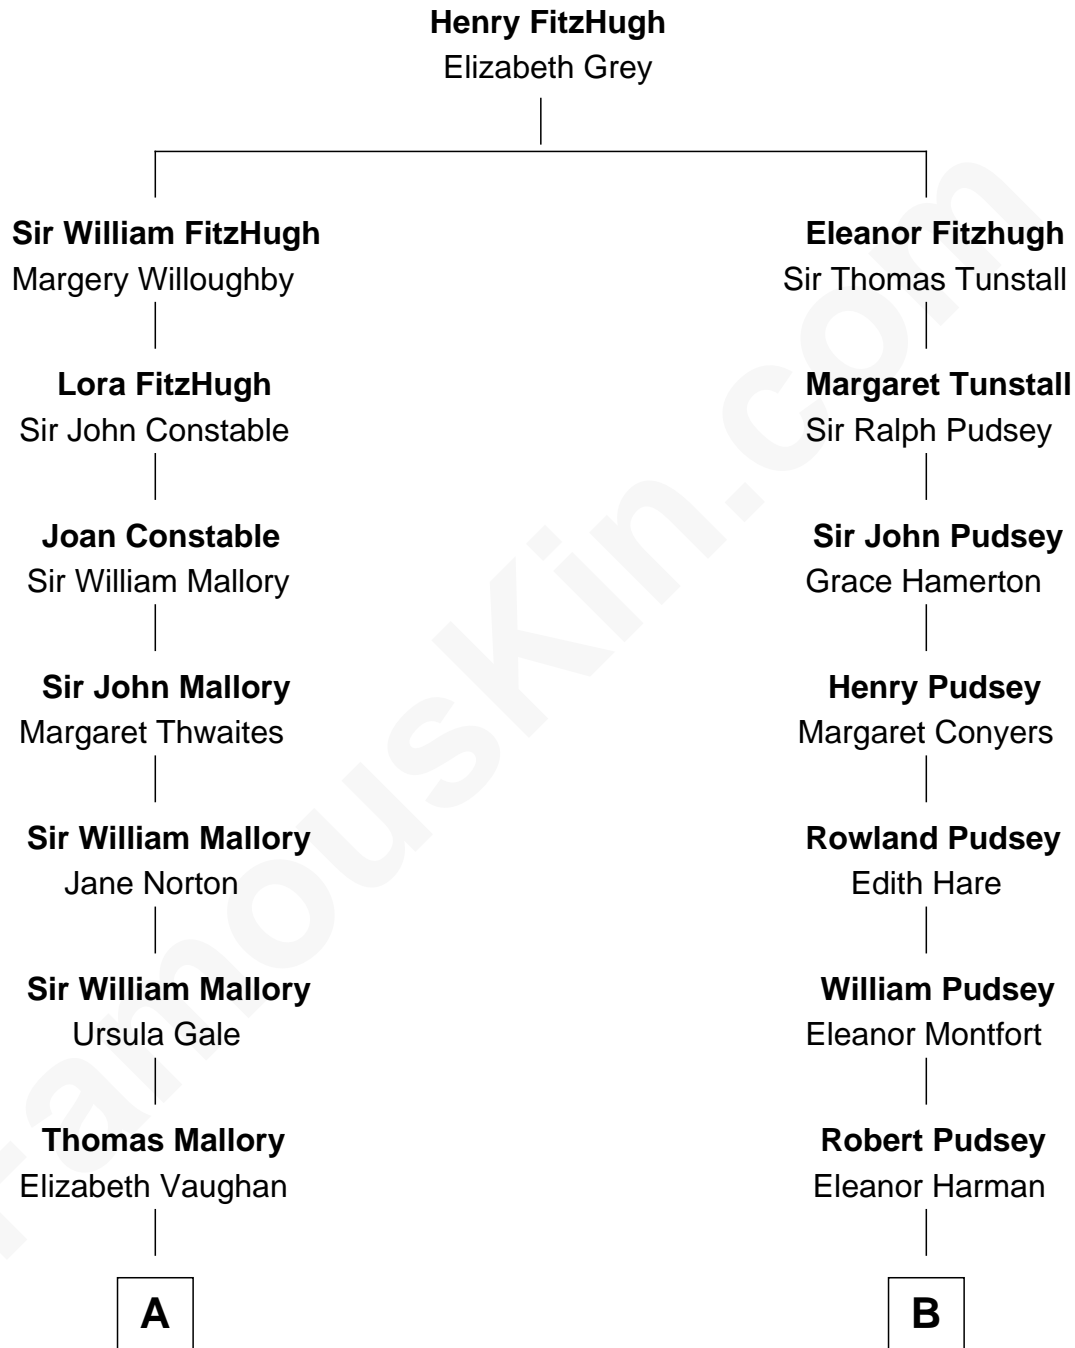 Henry FitzHugh
Elizabeth Grey
Sir William FitzHugh
Margery Willoughby
Lora FitzHugh
Sir John Constable
Joan Constable
Sir William Mallory
Sir John Mallory
Margaret Thwaites
Sir William Mallory
Jane Norton
Sir William Mallory
Ursula Gale
Thomas Mallory
Elizabeth Vaughan
A
Eleanor Fitzhugh
Sir Thomas Tunstall
Margaret Tunstall
Sir Ralph Pudsey
Sir John Pudsey
Grace Hamerton
Henry Pudsey
Margaret Conyers
Rowland Pudsey
Edith Hare
William Pudsey
Eleanor Montfort
Robert Pudsey
Eleanor Harman
B
FamousKin.com